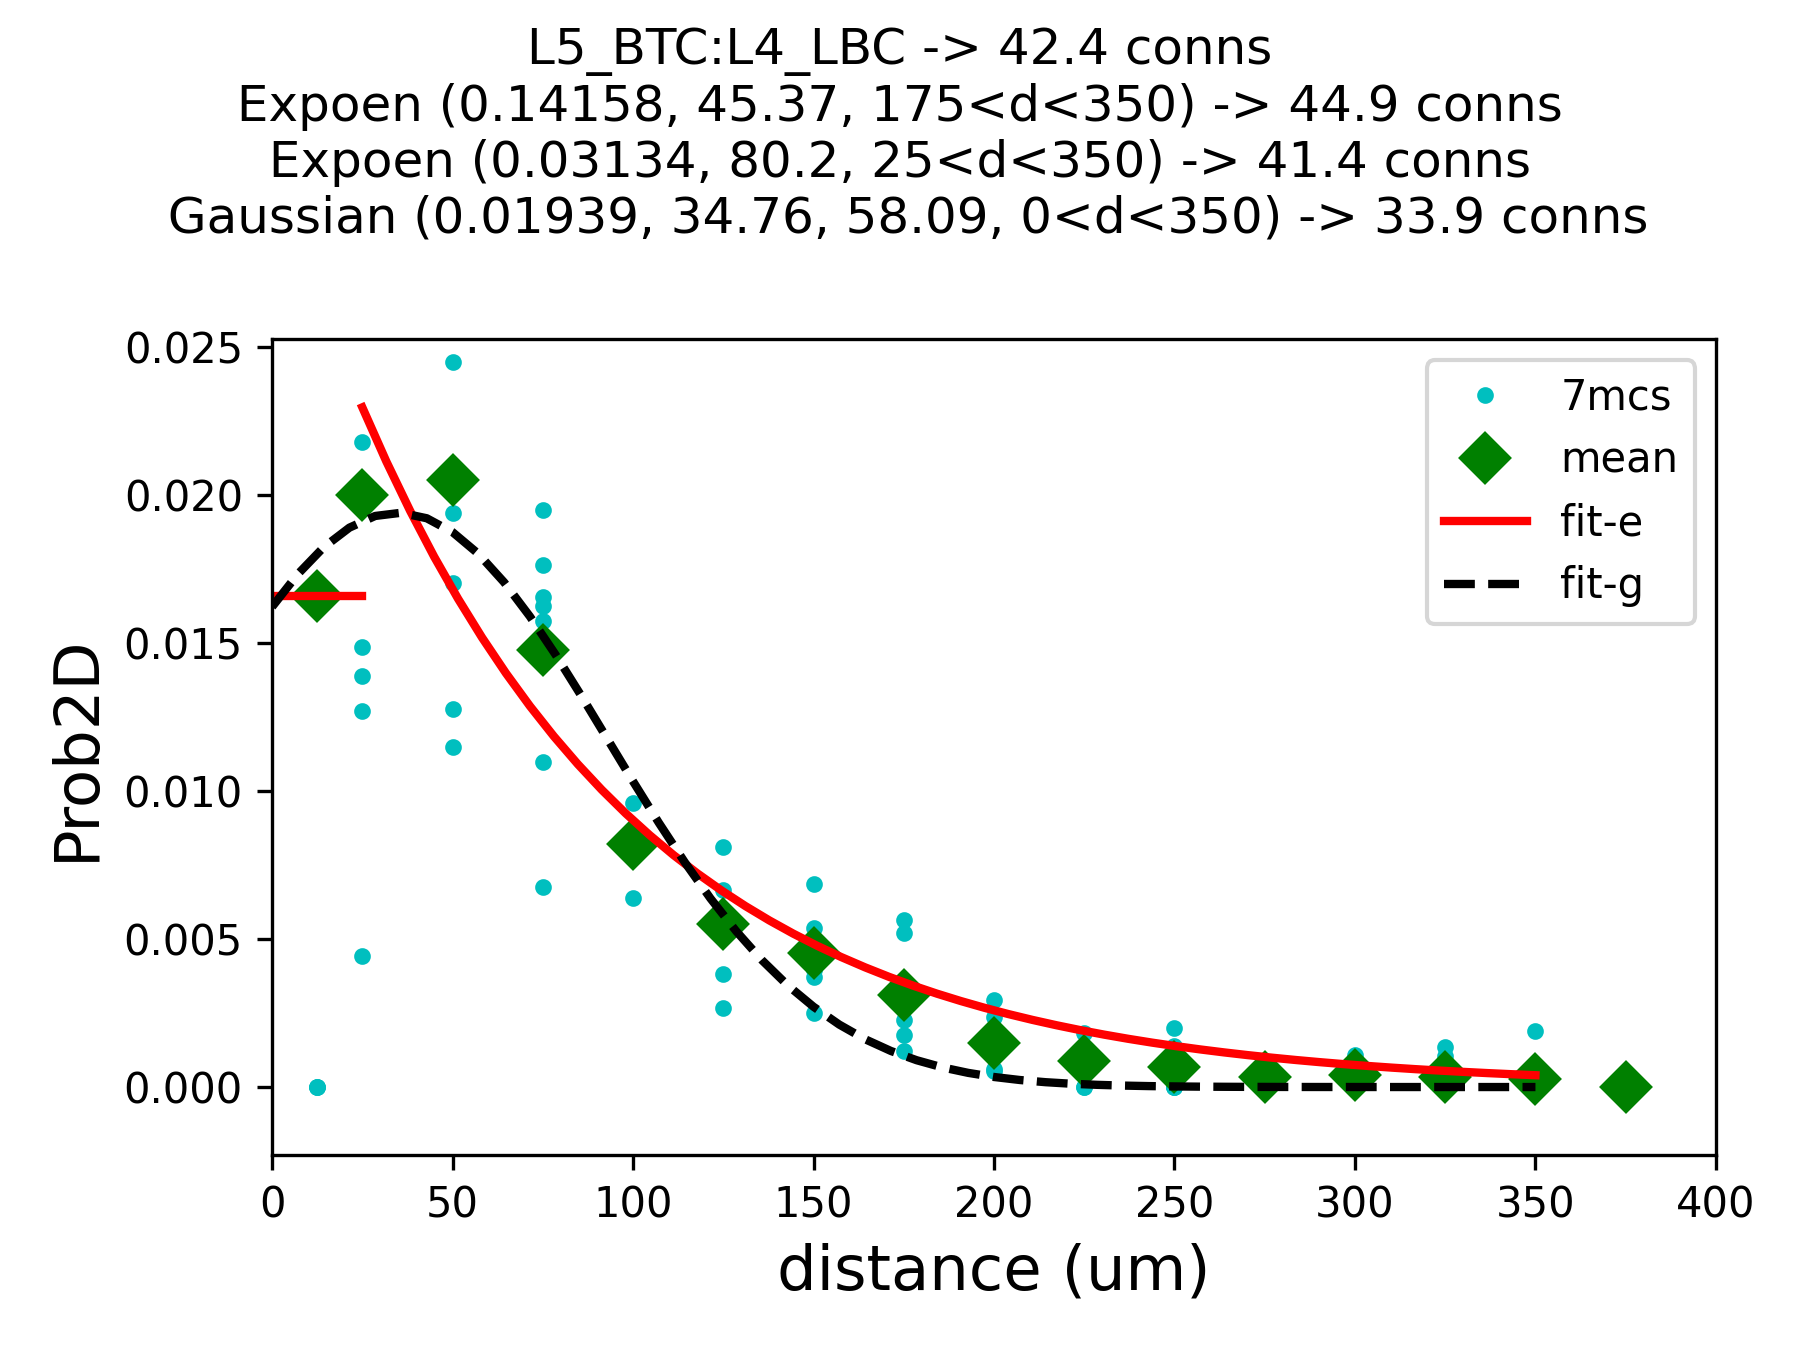 L5_BTC:L4_LBC -> 42.4 conns
Expoen (0.14158, 45.37, 175<d<350) -> 44.9 conns
Expoen (0.03134, 80.2, 25<d<350) -> 41.4 conns
Gaussian (0.01939, 34.76, 58.09, 0<d<350) -> 33.9 conns
0.025
0.020
0.015
0.010
0.005
0.000
Prob2D
7mcs
mean
fit-e
fit-g
0 50 100 150 200 250 300 350 400
distance (um)